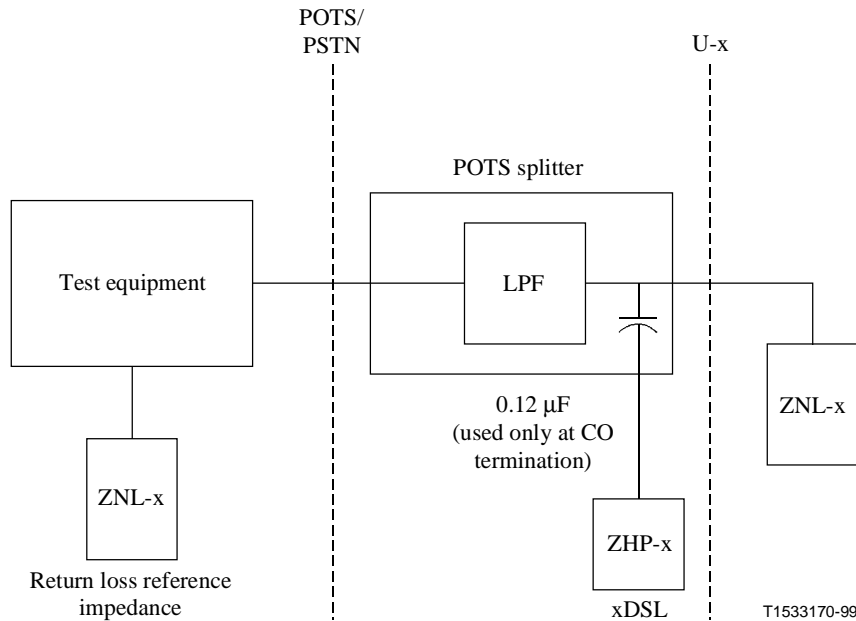 POTS/
PSTN
U-x
POTS splitter
Test equipment
LPF
0.12 μF
(used only at CO
termination)
ZNL-x
ZNL-x
ZHP-x
Return loss reference
impedance
xDSL
T1533170-99